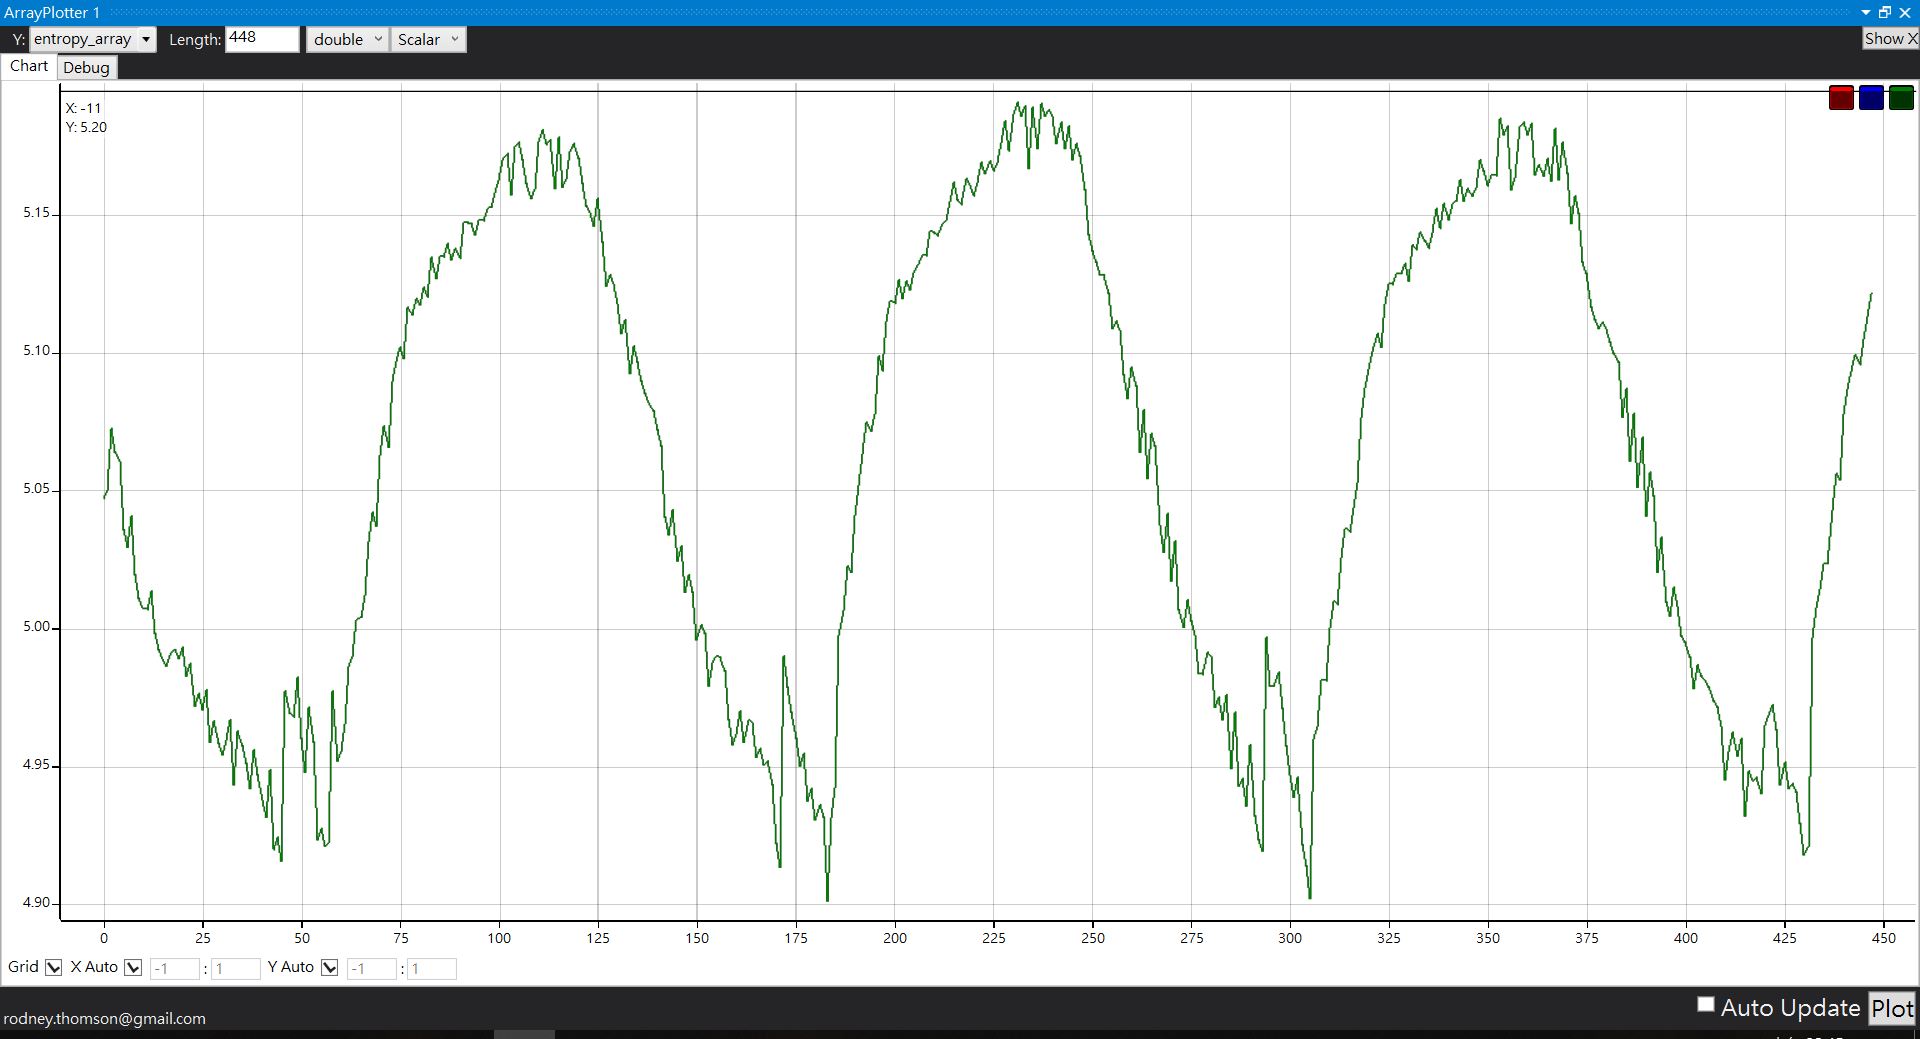 ArrayPlotter 1
Y: entropy_array Length: 448 double Scalar Show X
Chart Debug
X: -11
Y: 5.20
5.15
5.10
5.05
5.00
4.95
4.90
0 25 50 75 100 125 150 175 200 225 250 275 300 325 350 375 400 425 450
Grid X Auto -1 : 1 Y Auto -1 : 1
Auto Update Plot
rodney.thomson@gmail.com